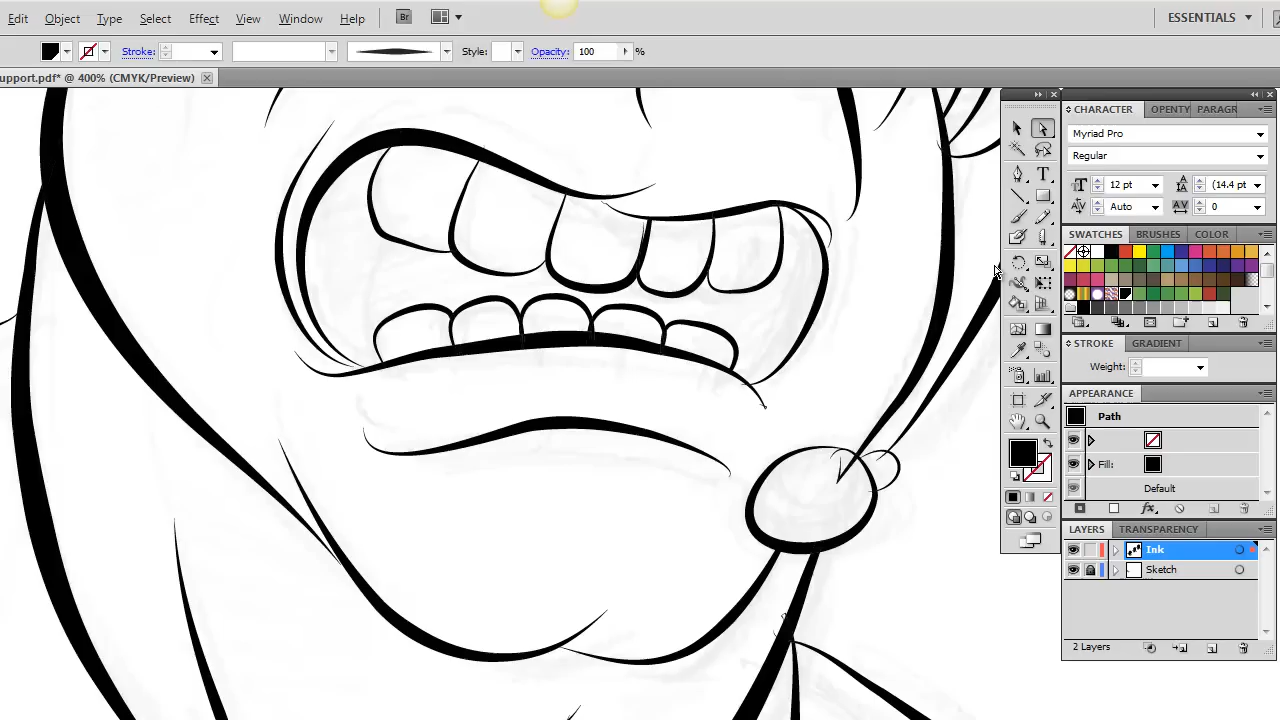 Edit Object Type Select Effect View Window Help Br ESSENTIALS
Stroke: Style: Opacity: 100 %
upport.pdf* @ 400% (CMYK/Preview)
CHARACTER OPENTY PARAGR
Myriad Pro
Regular
12 pt (14.4 pt
Auto 0
SWATCHES BRUSHES COLOR
STROKE GRADIENT
Weight:
APPEARANCE
Path
Fill:
Default
LAYERS TRANSPARENCY
Ink
Sketch
2 Layers